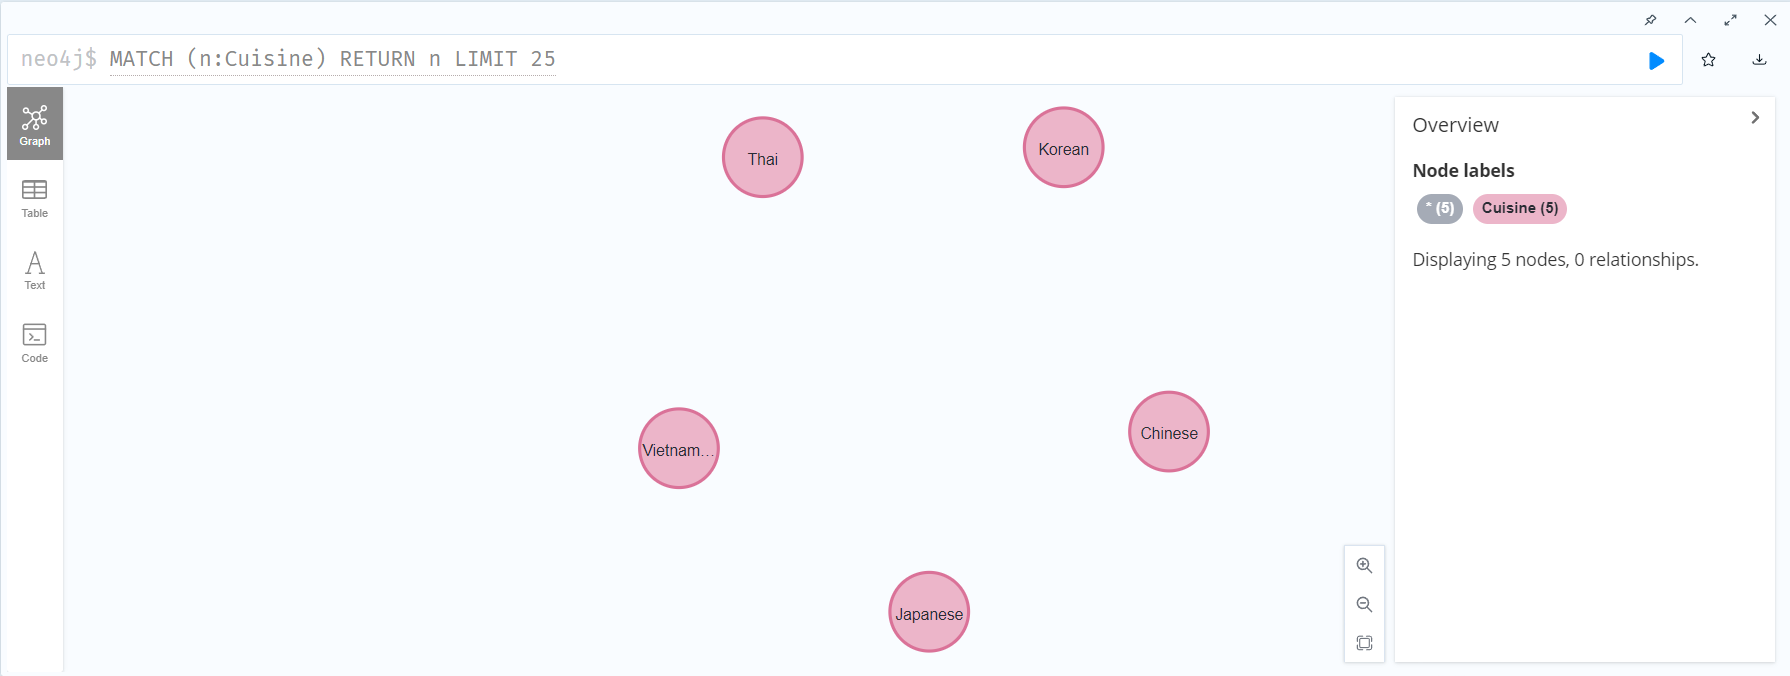 neo4j$ MATCH (n:Cuisine) RETURN n LIMIT 25
Graph
Table
Text
Code
Thai
Korean
Vietnam...
Chinese
Japanese
Overview
Node labels
* (5) Cuisine (5)
Displaying 5 nodes, 0 relationships.